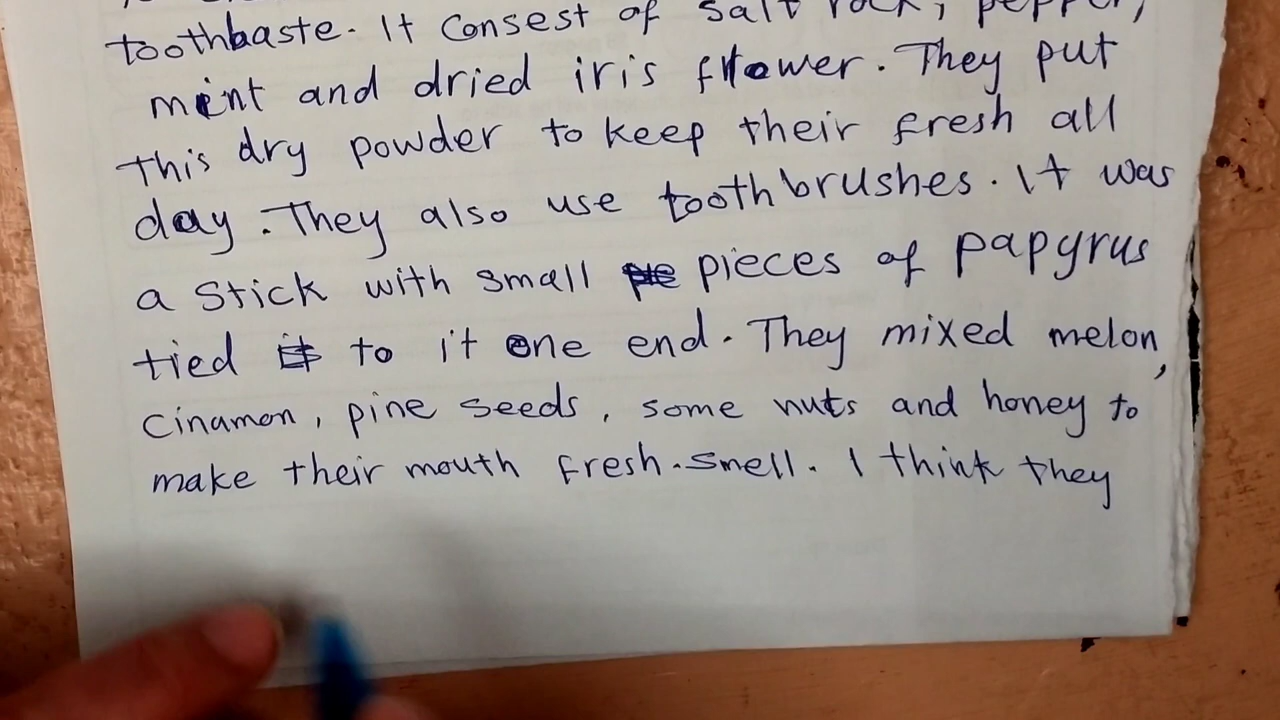 toothbaste. It consest of salt rock, pepper,
mint and dried iris flower. They put
this dry powder to keep their fresh all
day. They also use toothbrushes. It was
a stick with small pieces of papyrus
tied to it one end. They mixed melon,
cinamon, pine seeds, some nuts and honey to
make their mouth fresh-smell. I think they